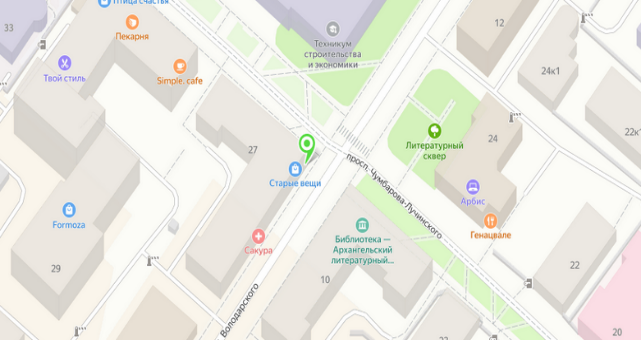 Птица счастья
33
Пекарня
Техникум
строительства
и экономики
12
Твой стиль
Simple. cafe
24к1
22к
24
27
Литературный
сквер
просп. Чумбарова-Лучинского
Старые вещи
Арбис
Formoza
Генацвале
Сакура
Библиотека —
Архангельский
литературный...
29
10
22
Володарского
20